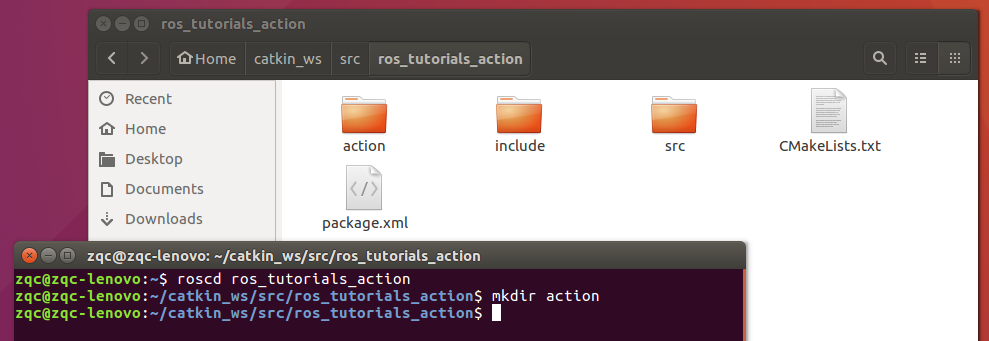 ros_tutorials_action
Home catkin_ws src ros_tutorials_action
Recent
Home
Desktop
Documents
Downloads
action include src CMakeLists.txt
package.xml
zqc@zqc-lenovo: ~/catkin_ws/src/ros_tutorials_action
zqc@zqc-lenovo:~$ roscd ros_tutorials_action
zqc@zqc-lenovo:~/catkin_ws/src/ros_tutorials_action$ mkdir action
zqc@zqc-lenovo:~/catkin_ws/src/ros_tutorials_action$